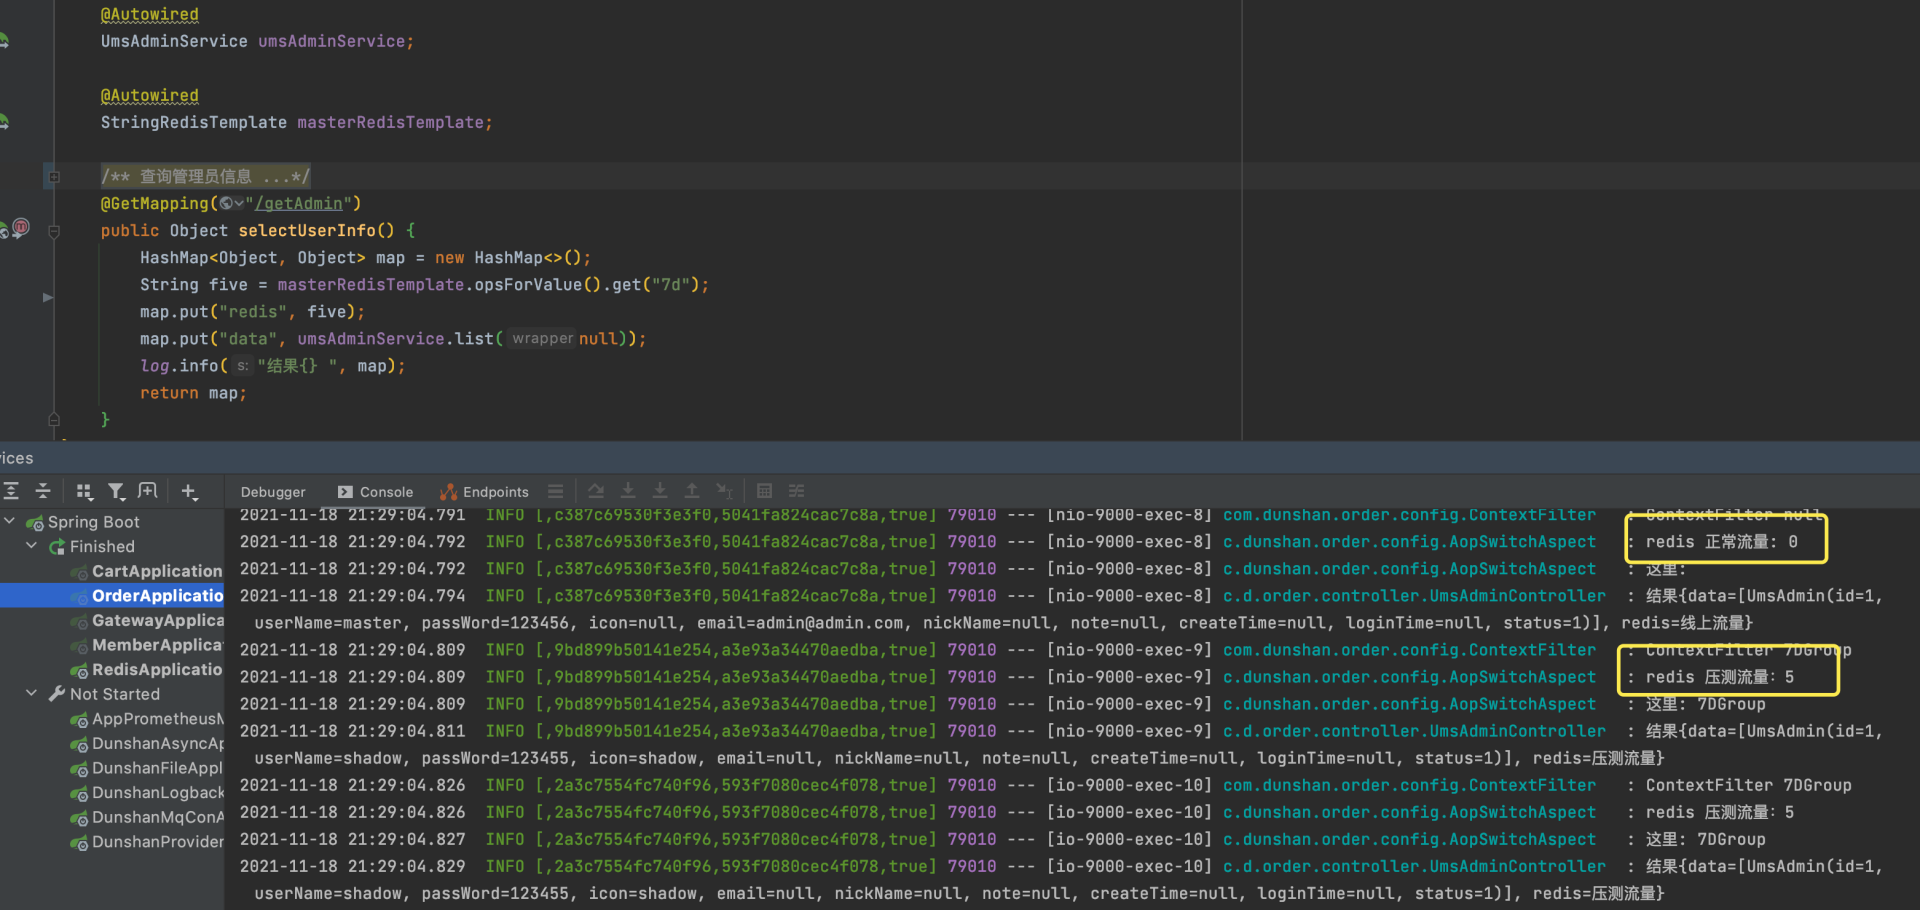 @Autowired
UmsAdminService umsAdminService;
@Autowired
StringRedisTemplate masterRedisTemplate;
/** 查询管理员信息 ...*/
@GetMapping("/getAdmin")
public Object selectUserInfo() {
HashMap<Object, Object> map = new HashMap<>();
String five = masterRedisTemplate.opsForValue().get("7d");
map.put("redis", five);
map.put("data", umsAdminService.list( wrapper null));
log.info( s: "结果{} ", map);
return map;
}
ices
Debugger Console Endpoints
Spring Boot
Finished
CartApplication
OrderApplicatio
GatewayApplica
MemberApplica
RedisApplicatio
Not Started
AppPrometheusM
DunshanAsyncAp
DunshanFileAppl
DunshanLogback
DunshanMqConA
DunshanProvider
2021-11-18 21:29:04.791 INFO [,c387c69530f3e3f0,5041fa824cac7c8a,true] 79010 --- [nio-9000-exec-8] com.dunshan.order.config.ContextFilter : ContextFilter null
2021-11-18 21:29:04.792 INFO [,c387c69530f3e3f0,5041fa824cac7c8a,true] 79010 --- [nio-9000-exec-8] c.dunshan.order.config.AopSwitchAspect : redis 正常流量: 0
2021-11-18 21:29:04.792 INFO [,c387c69530f3e3f0,5041fa824cac7c8a,true] 79010 --- [nio-9000-exec-8] c.dunshan.order.config.AopSwitchAspect : 这里:
2021-11-18 21:29:04.794 INFO [,c387c69530f3e3f0,5041fa824cac7c8a,true] 79010 --- [nio-9000-exec-8] c.d.order.controller.UmsAdminController : 结果{data=[UmsAdmin(id=1,
userName=master, passWord=123456, icon=null, email=admin@admin.com, nickName=null, note=null, createTime=null, loginTime=null, status=1)], redis=线上流量}
2021-11-18 21:29:04.809 INFO [,9bd899b50141e254,a3e93a34470aedba,true] 79010 --- [nio-9000-exec-9] com.dunshan.order.config.ContextFilter : ContextFilter 7DGroup
2021-11-18 21:29:04.809 INFO [,9bd899b50141e254,a3e93a34470aedba,true] 79010 --- [nio-9000-exec-9] c.dunshan.order.config.AopSwitchAspect : redis 压测流量: 5
2021-11-18 21:29:04.809 INFO [,9bd899b50141e254,a3e93a34470aedba,true] 79010 --- [nio-9000-exec-9] c.dunshan.order.config.AopSwitchAspect : 这里: 7DGroup
2021-11-18 21:29:04.811 INFO [,9bd899b50141e254,a3e93a34470aedba,true] 79010 --- [nio-9000-exec-9] c.d.order.controller.UmsAdminController : 结果{data=[UmsAdmin(id=1,
userName=shadow, passWord=123455, icon=shadow, email=null, nickName=null, note=null, createTime=null, loginTime=null, status=1)], redis=压测流量}
2021-11-18 21:29:04.826 INFO [,2a3c7554fc740f96,593f7080cec4f078,true] 79010 --- [io-9000-exec-10] com.dunshan.order.config.ContextFilter : ContextFilter 7DGroup
2021-11-18 21:29:04.826 INFO [,2a3c7554fc740f96,593f7080cec4f078,true] 79010 --- [io-9000-exec-10] c.dunshan.order.config.AopSwitchAspect : redis 压测流量: 5
2021-11-18 21:29:04.827 INFO [,2a3c7554fc740f96,593f7080cec4f078,true] 79010 --- [io-9000-exec-10] c.dunshan.order.config.AopSwitchAspect : 这里: 7DGroup
2021-11-18 21:29:04.829 INFO [,2a3c7554fc740f96,593f7080cec4f078,true] 79010 --- [io-9000-exec-10] c.d.order.controller.UmsAdminController : 结果{data=[UmsAdmin(id=1,
userName=shadow, passWord=123455, icon=shadow, email=null, nickName=null, note=null, createTime=null, loginTime=null, status=1)], redis=压测流量}